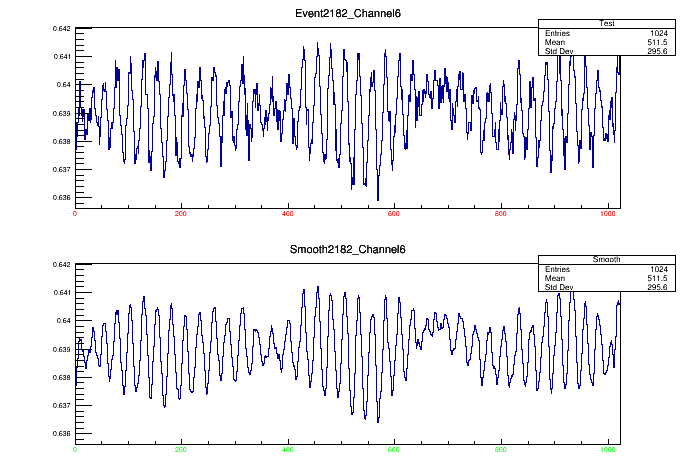 Event2182_Channel6
Test
Entries 1024
Mean 511.5
Std Dev 295.6
0.642
0.641
0.64
0.639
0.638
0.637
0.636
0 200 400 600 800 1000
Smooth2182_Channel6
Smooth
Entries 1024
Mean 511.5
Std Dev 295.6
0.642
0.641
0.64
0.639
0.638
0.637
0.636
0 200 400 600 800 1000